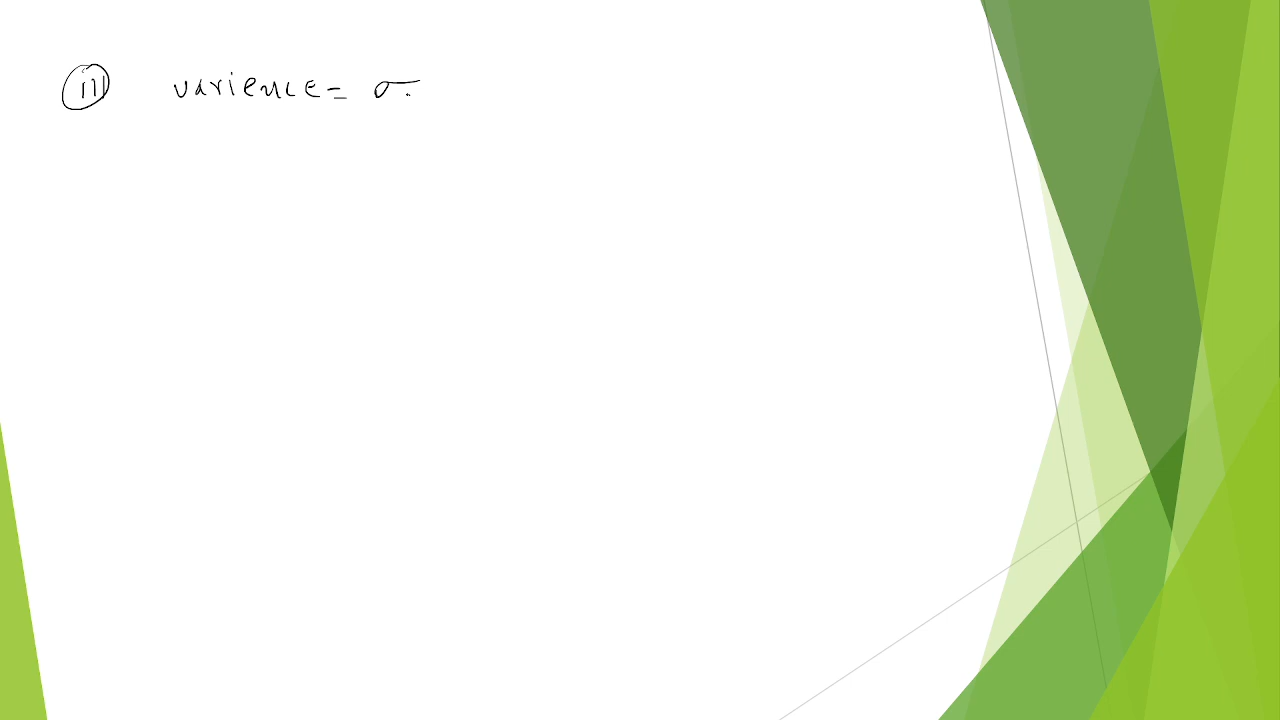 (iii) varience = σ